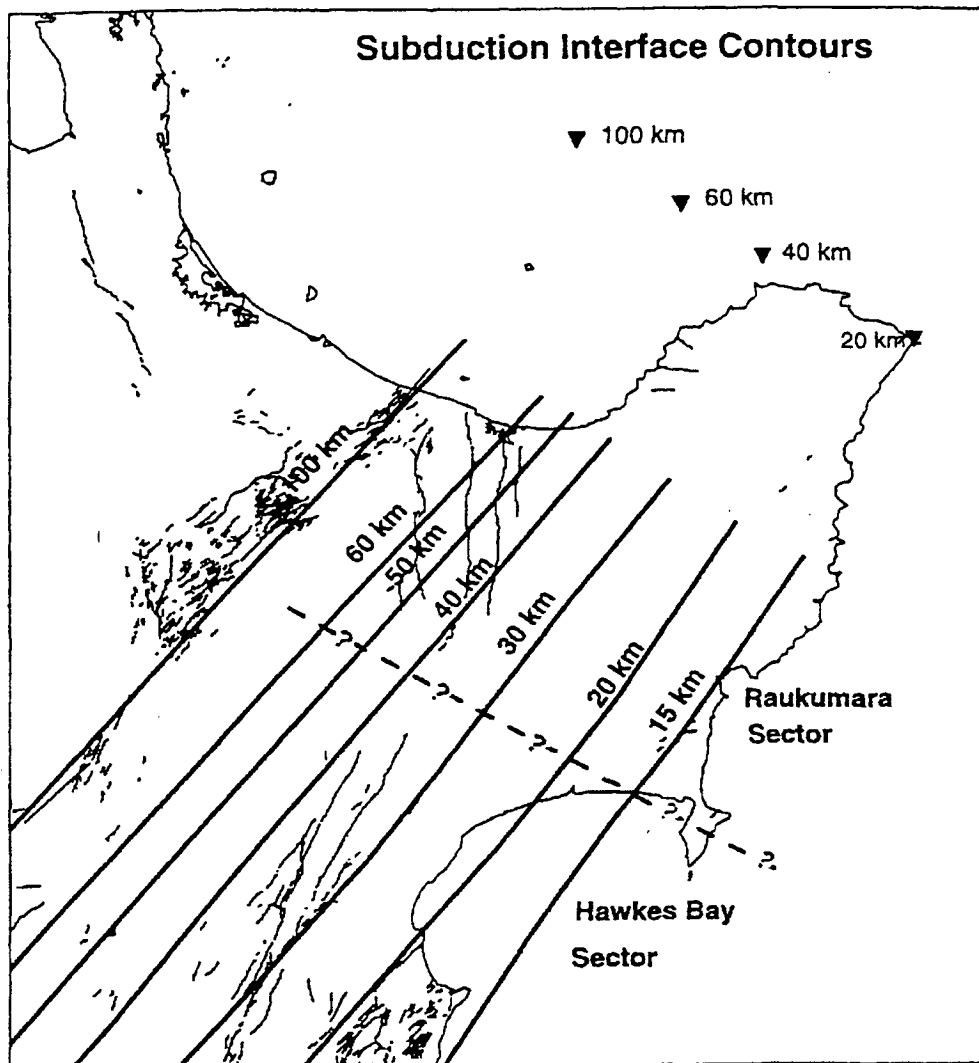 Subduction Interface Contours
100 km
60 km
40 km
20 km
100 km
60 km
50 km
40 km
30 km
20 km
15 km
?
?
?
?
?
Raukumara
Sector
Hawkes Bay
Sector